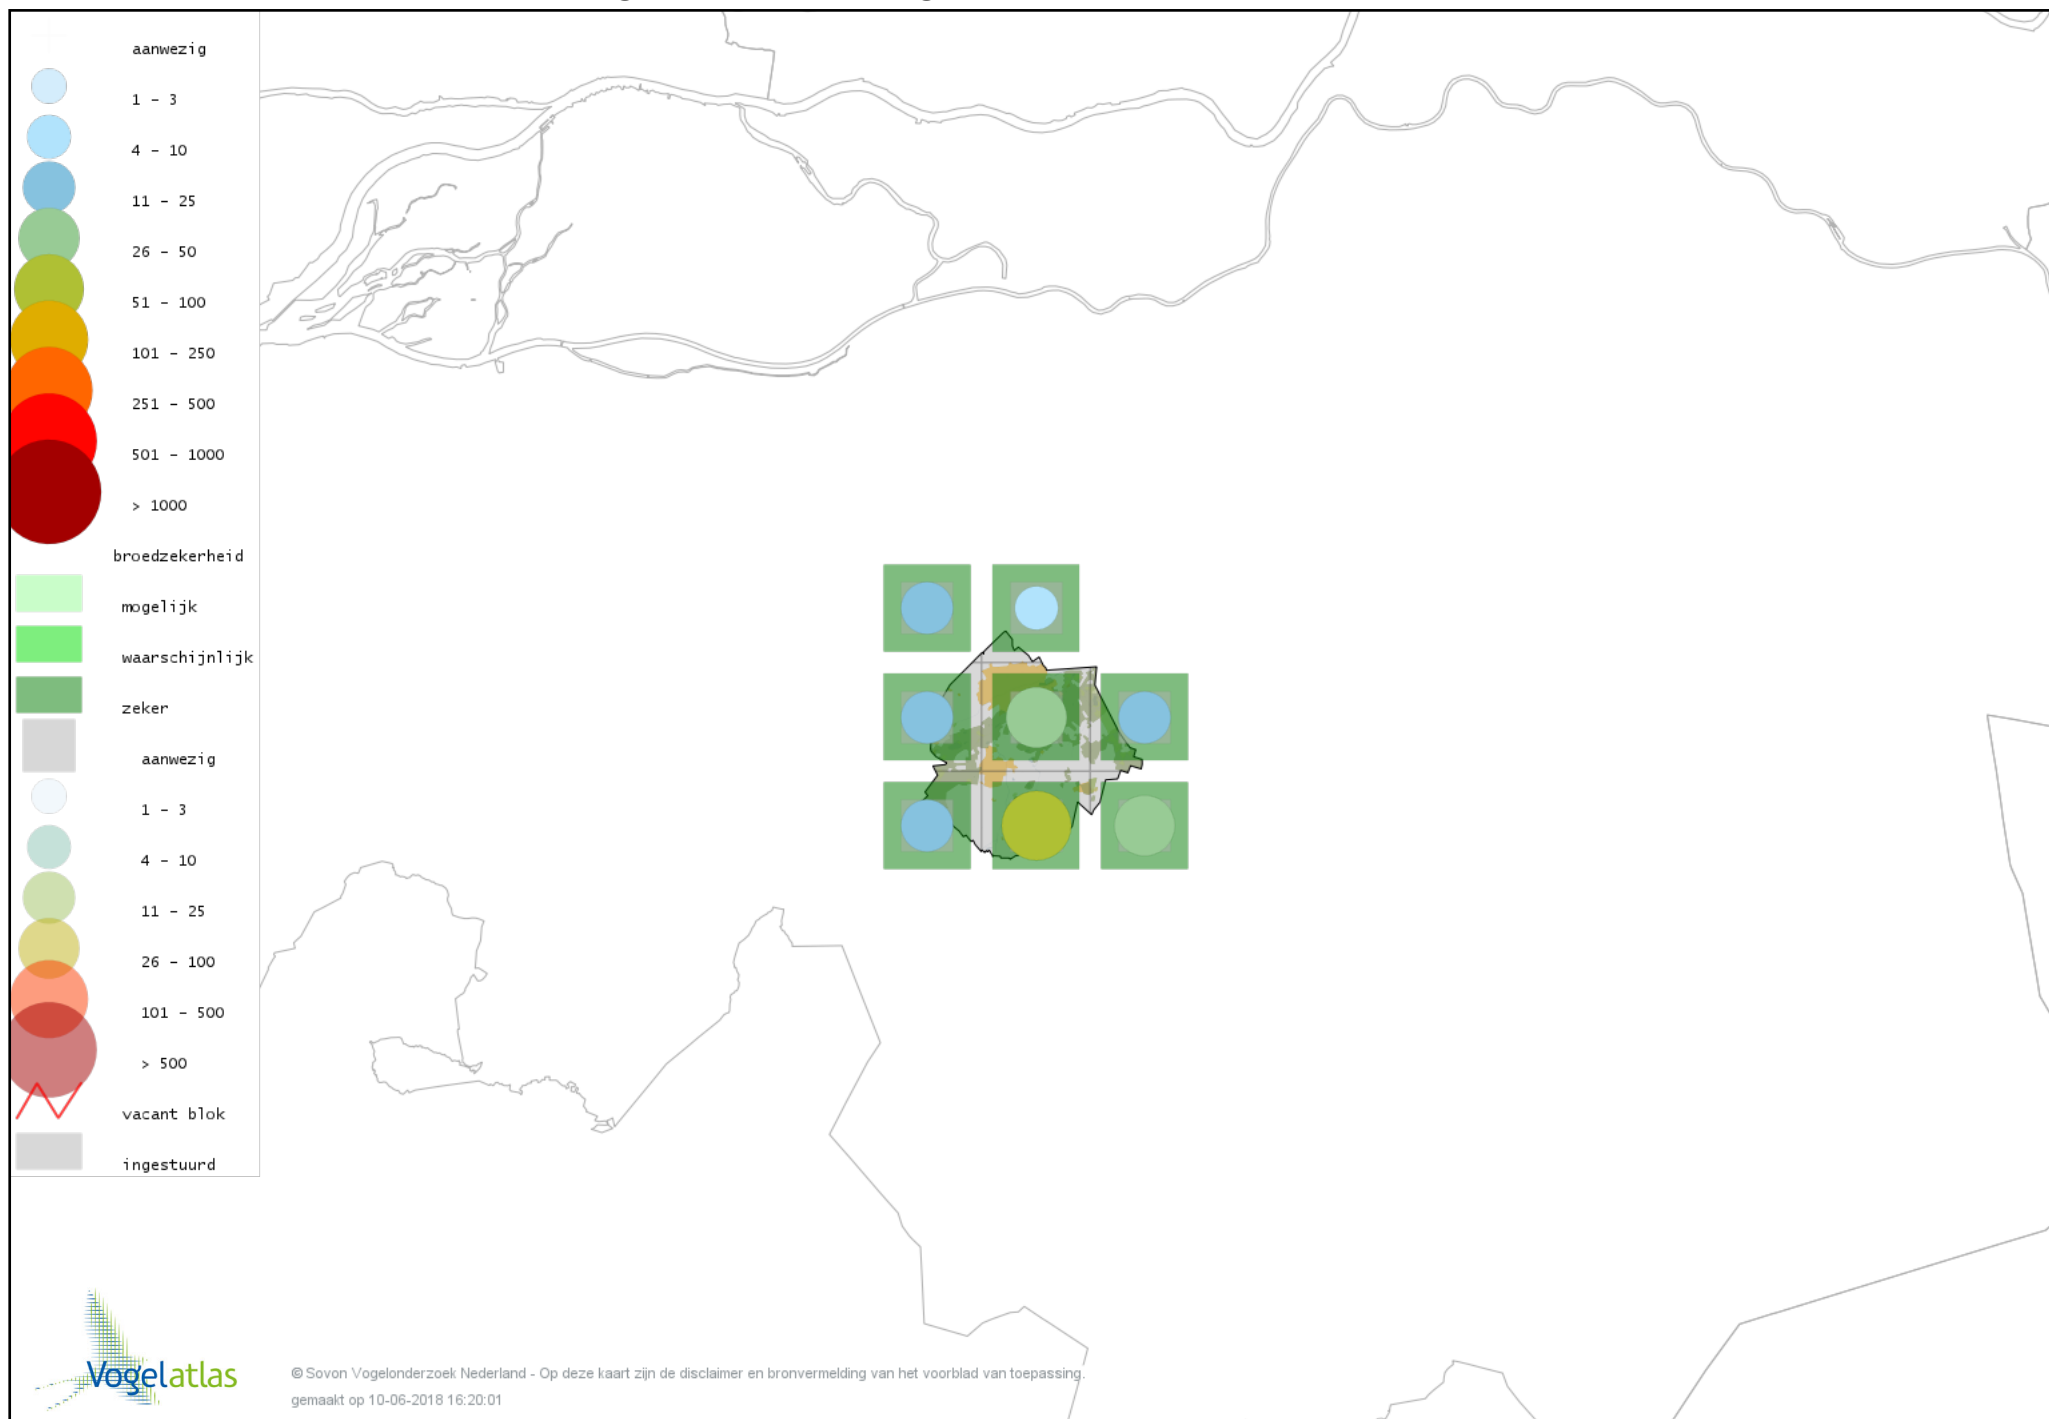 aanwezig
1 - 3
4 - 10
11 - 25
26 - 50
51 - 100
101 - 250
251 - 500
501 - 1000
> 1000
broedzekerheid
mogelijk
waarschijnlijk
zeker
aanwezig
1 - 3
4 - 10
11 - 25
26 - 100
101 - 500
> 500
vacant blok
ingestuurd
Vogelatlas
© Sovon Vogelonderzoek Nederland - Op deze kaart zijn de disclaimer en bronvermelding van het voorblad van toepassing.
gemaakt op 10-06-2018 16:20:01